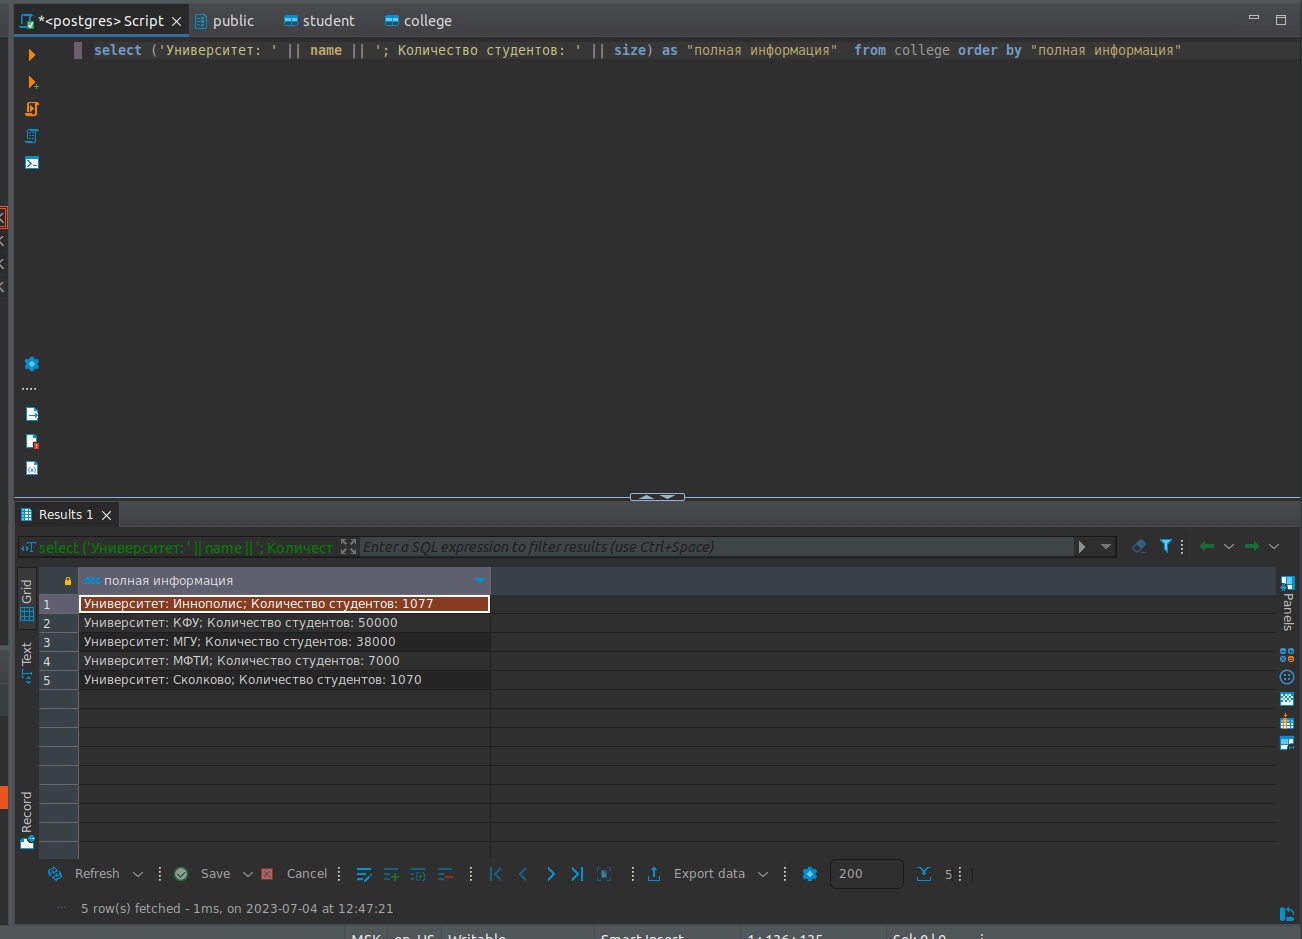 *<postgres> Script
public
student
college
select ('Университет: ' || name || '; Количество студентов: ' || size) as "полная информация"  from college order by "полная информация"
Results 1
select ('Университет: ' || name || '; Количест
Enter a SQL expression to filter results (use Ctrl+Space)
Grid
ABC полная информация
Panels
1 Университет: Иннополис; Количество студентов: 1077
2 Университет: КФУ; Количество студентов: 50000
3 Университет: МГУ; Количество студентов: 38000
Text
4 Университет: МФТИ; Количество студентов: 7000
5 Университет: Сколково; Количество студентов: 1070
Record
Refresh Save Cancel Export data 200 5
5 row(s) fetched - 1ms, on 2023-07-04 at 12:47:21
MSK en_US Writable Smart Insert 1 : 136 : 135 Sel: 0 | 0